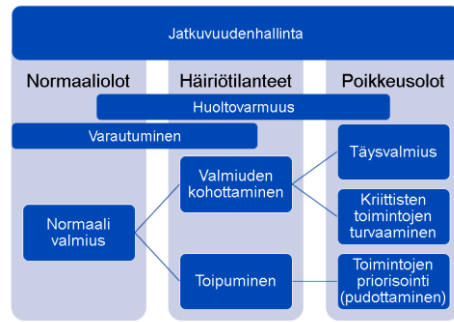 Jatkuvuudenhallinta
Normaaliolot
Häiriötilanteet
Poikkeusolot
Huoltovarmuus
Varautuminen
Normaali
valmius
Valmiuden
kohottaminen
Toipuminen
Täysvalmius
Kriittisten
toimintojen
turvaaminen
Toimintojen
priorisointi
(pudottaminen)